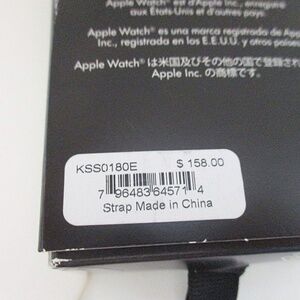 Apple Watch® est d'Apple Inc., enregistré
aux États-Unis et d'autres pays.
Apple Watch® es una marca registrada de Apple
Inc., registrada en los E.E.U.U. y otros países
Apple Watch®は米国及びその他の国で登録され
Apple Inc. の商標です。
KSS0180E $ 158.00
7 96483 64571 4
Strap Made in China